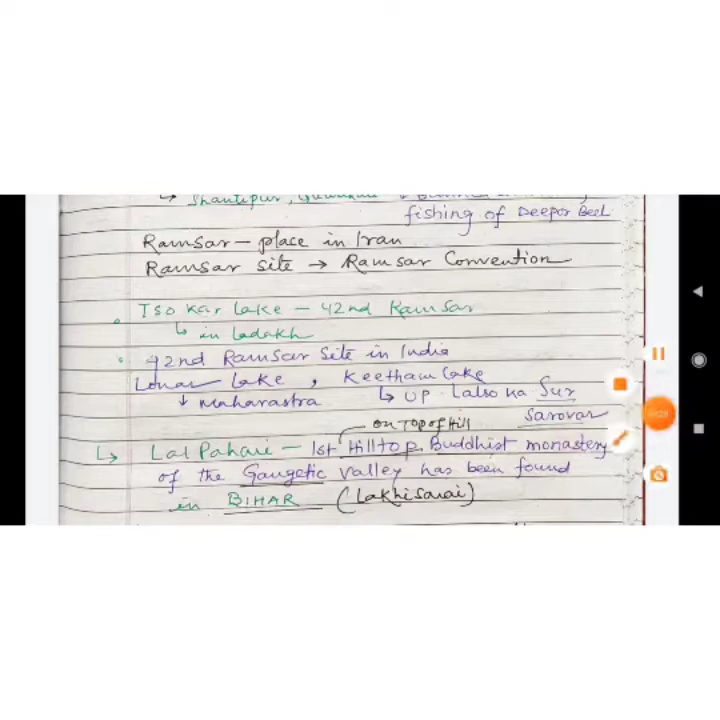 ↳ Shantipur,
fishing of Deepor Beel
Ramsar – place in Iran
Ramsar site → Ramsar Convention
Tso kar lake – 42nd Ramsar
↳ in Ladakh
42nd Ramsar Site in India
Lonar Lake , Keetham Lake
↓ Maharastra ↳ UP (also ka Sur
Sarovar
on Top of Hill
↳ Lal Pahari – 1st Hilltop Buddhist monastery
of the Gaugetic valley has been found
in BIHAR (Lakhisarai)